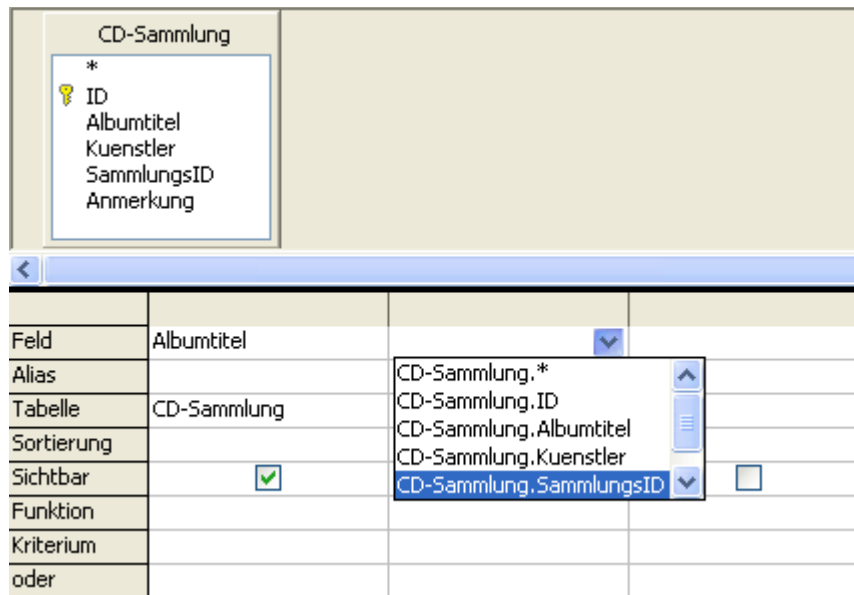 CD-Sammlung
*
ID
Albumtitel
Kuenstler
SammlungsID
Anmerkung
Feld Albumtitel
Alias
CD-Sammlung.*
Tabelle CD-Sammlung
CD-Sammlung.ID
CD-Sammlung.Albumtitel
Sortierung
CD-Sammlung.Kuenstler
Sichtbar
CD-Sammlung.SammlungsID
Funktion
Kriterium
oder